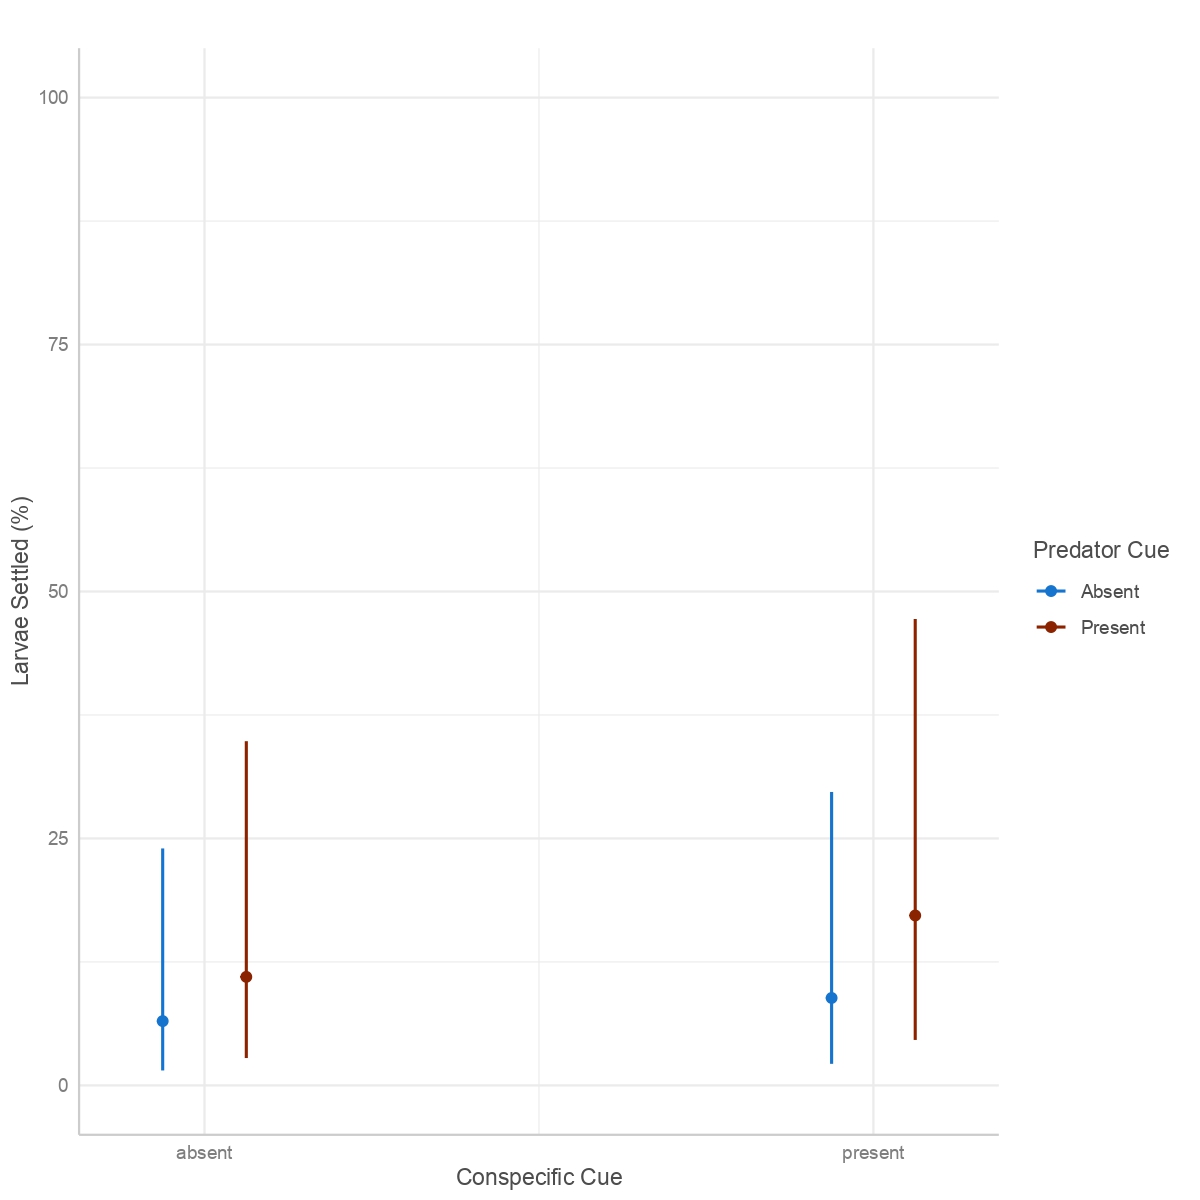 100
75
50
25
0
Larvae Settled (%)
absent
present
Conspecific Cue
Predator Cue
Absent
Present